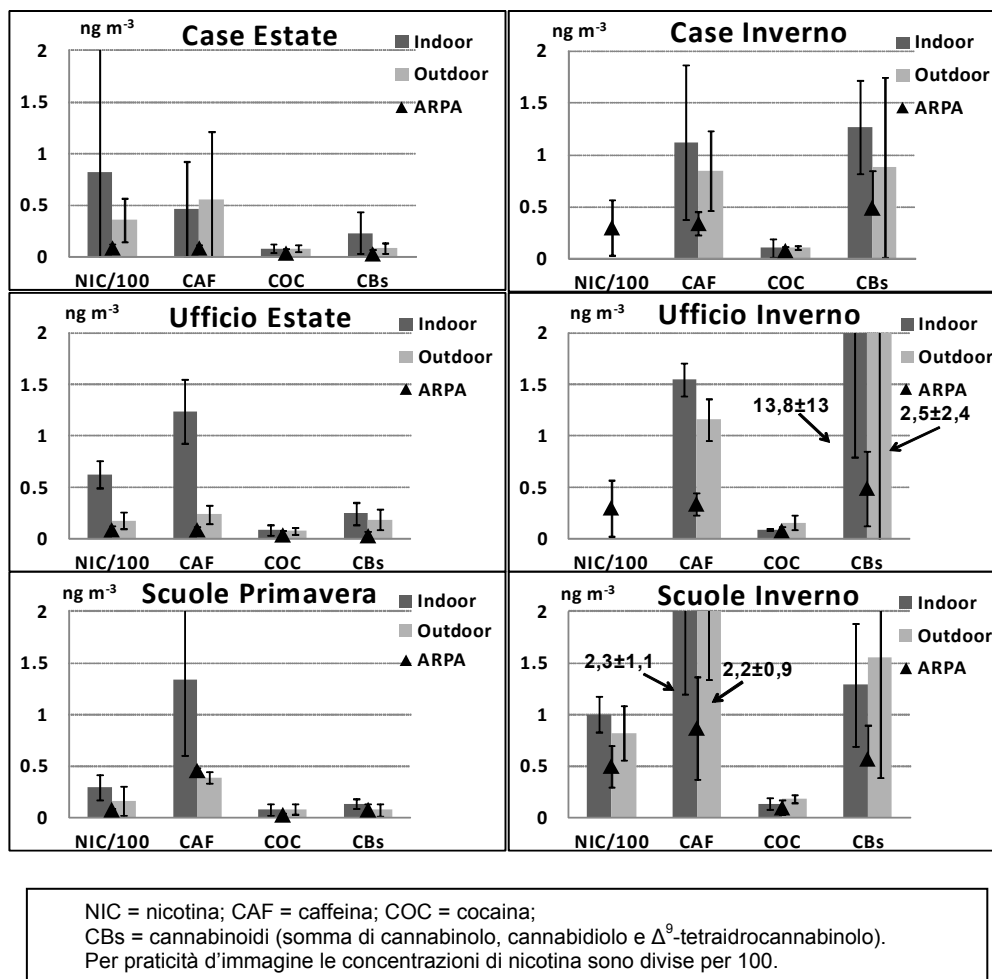 ng m⁻³
Case Estate
Indoor
Outdoor
ARPA
2
1.5
1
0.5
0
NIC/100 CAF COC CBs
ng m⁻³
Case Inverno
Indoor
Outdoor
ARPA
2
1.5
1
0.5
0
NIC/100 CAF COC CBs
ng m⁻³
Ufficio Estate
Indoor
Outdoor
ARPA
2
1.5
1
0.5
0
NIC/100 CAF COC CBs
ng m⁻³
Ufficio Inverno
Indoor
Outdoor
ARPA
2
1.5
1
0.5
0
13,8±13
2,5±2,4
NIC/100 CAF COC CBs
ng m⁻³
Scuole Primavera
Indoor
Outdoor
ARPA
2
1.5
1
0.5
0
NIC/100 CAF COC CBs
ng m⁻³
Scuole Inverno
Indoor
Outdoor
ARPA
2
1.5
1
0.5
0
2,3±1,1
2,2±0,9
NIC/100 CAF COC CBs
NIC = nicotina; CAF = caffeina; COC = cocaina;
CBs = cannabinoidi (somma di cannabinolo, cannabidiolo e Δ⁹-tetraidrocannabinolo).
Per praticità d'immagine le concentrazioni di nicotina sono divise per 100.